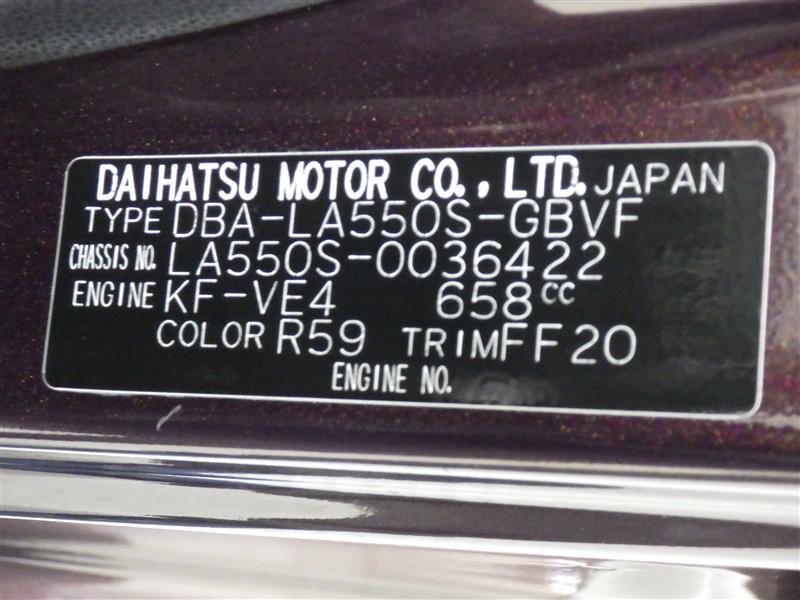 DAIHATSU MOTOR CO., LTD. JAPAN
TYPE DBA-LA550S-GBVF
CHASSIS NO. LA550S-0036422
ENGINE KF-VE4 658cc
COLOR R59 TRIM FF20
ENGINE NO.